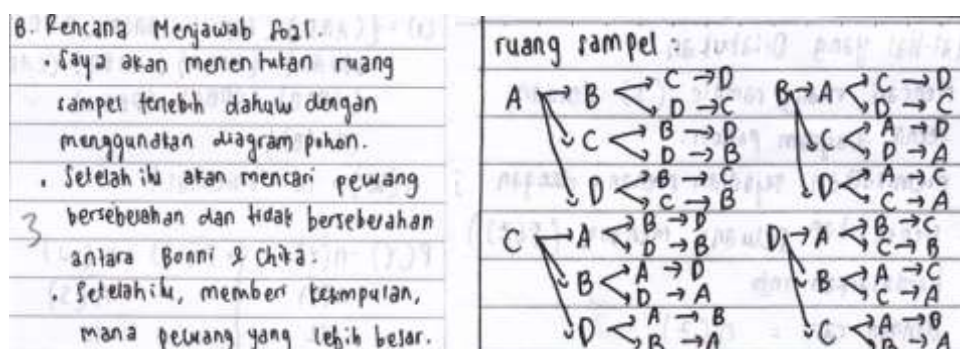 B. Rencana Menjawab Soal.
• Saya akan menentukan ruang
sampel terlebih dahulu dengan
menggunakan diagram pohon.
• Setelah itu akan mencari peluang
3
bersebelahan dan tidak bersebelahan
antara Bonni & Chika.
• Setelah itu, memberi kesimpulan,
mana peluang yang lebih besar.
ruang sampel :
A → B < C → D
D → C
C < B → D
D → B
D < B → C
C → B
B → A < C → D
D → C
C < A → D
D → A
D < A → C
C → A
C → A < B → D
D → B
B < A → D
D → A
D < A → B
B → A
D → A < B → C
C → B
B < A → C
C → A
C < A → B
B → A